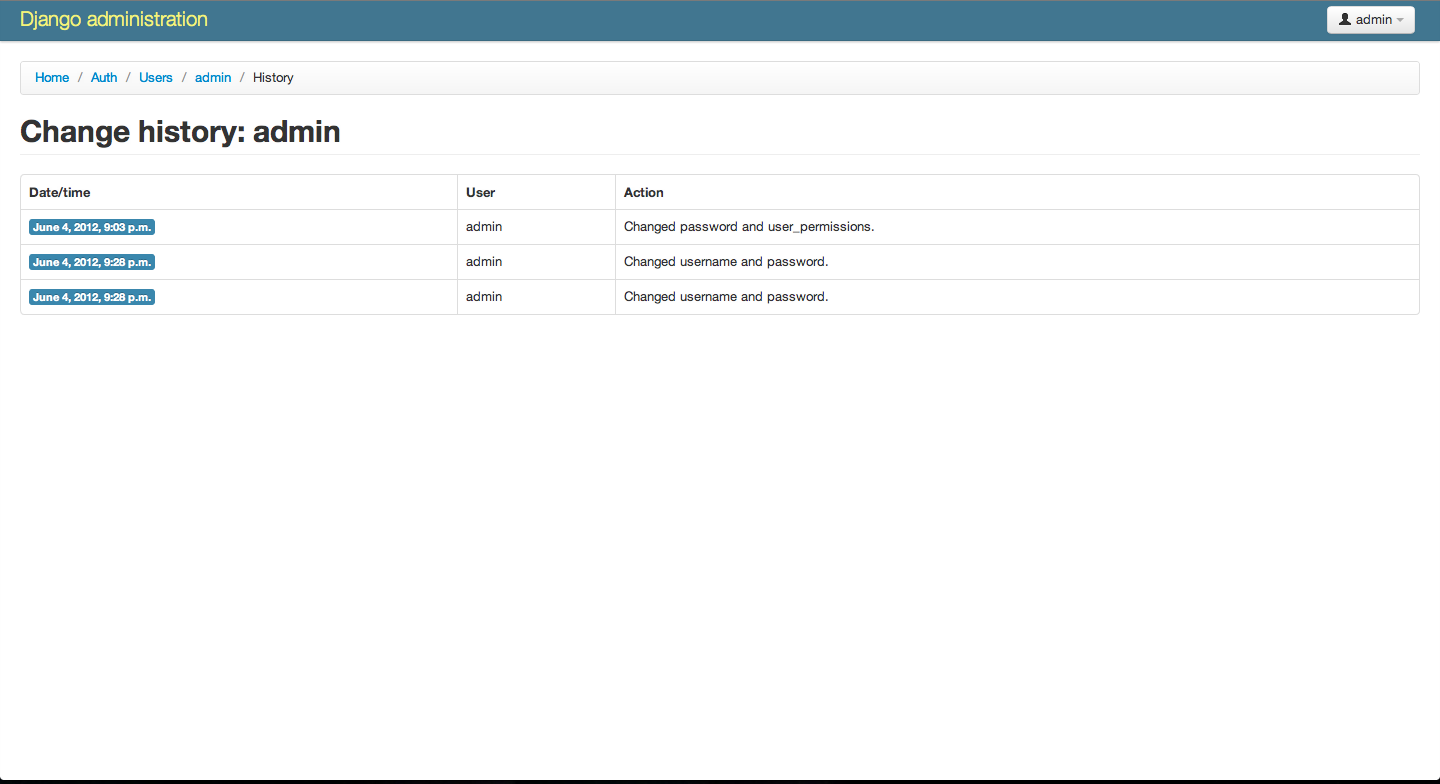 Django administration
admin
Home / Auth / Users / admin / History
Change history: admin
Date/time User Action
June 4, 2012, 9:03 p.m. admin Changed password and user_permissions.
June 4, 2012, 9:28 p.m. admin Changed username and password.
June 4, 2012, 9:28 p.m. admin Changed username and password.